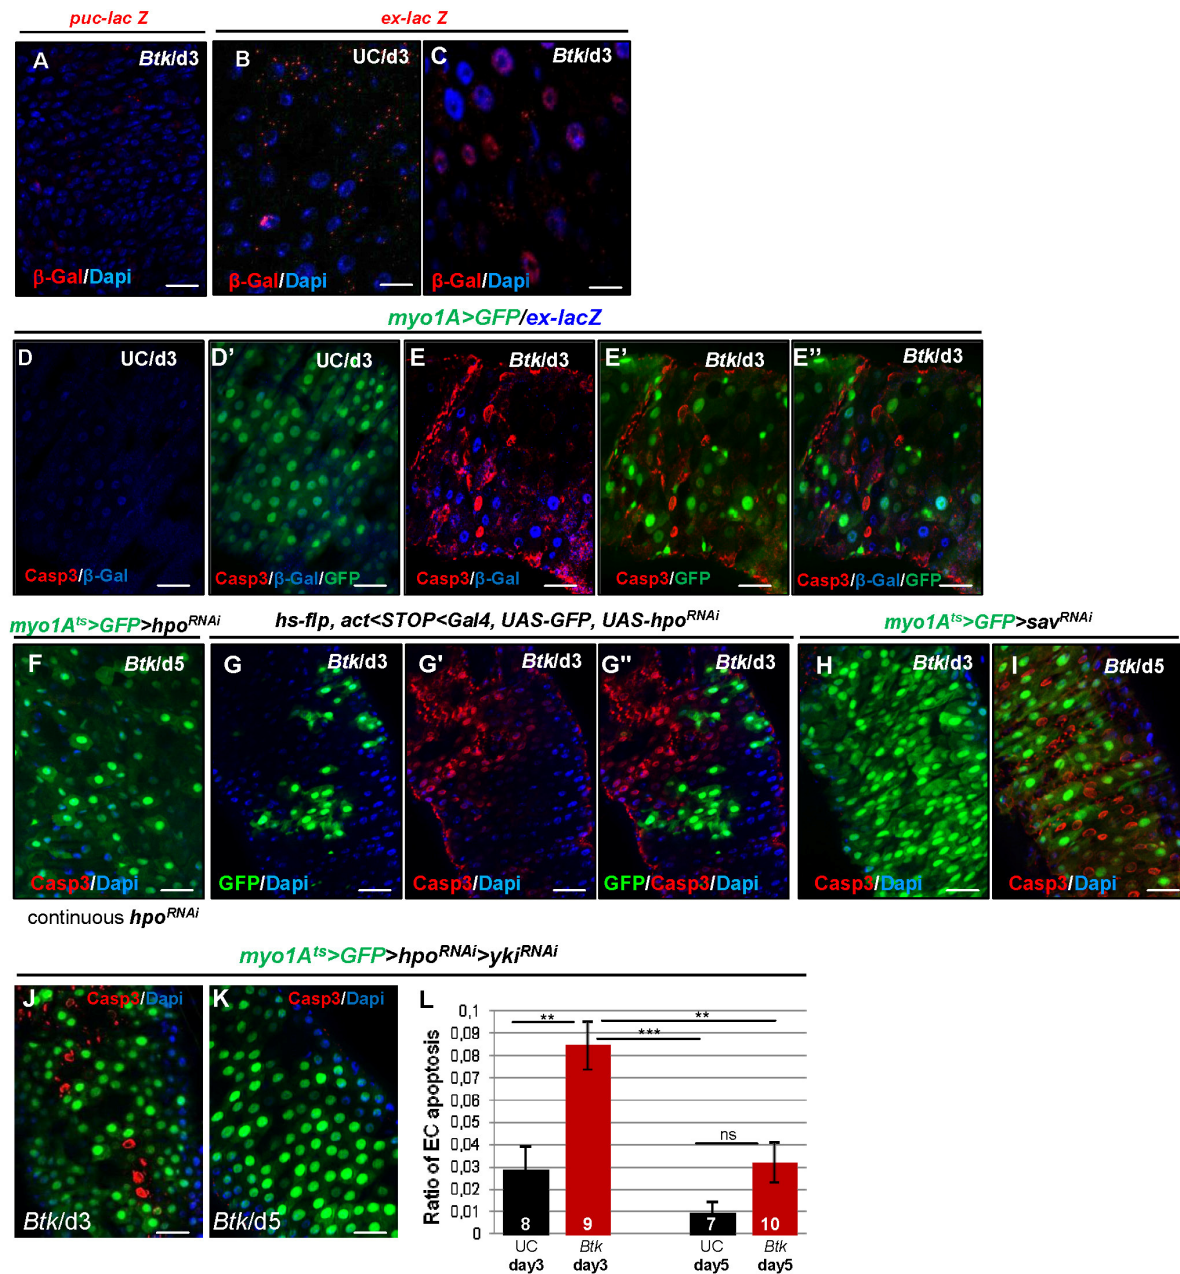 puc-lac Z
ex-lac Z
A
Btk/d3
β-Gal/Dapi
B
UC/d3
β-Gal/Dapi
C
Btk/d3
β-Gal/Dapi
myo1A>GFP/ex-lacZ
D
UC/d3
Casp3/β-Gal
D'
UC/d3
Casp3/β-Gal/GFP
E
Btk/d3
Casp3/β-Gal
E'
Btk/d3
Casp3/GFP
E''
Btk/d3
Casp3/β-Gal/GFP
myo1Ats>GFP>hpoRNAi
hs-flp, act<STOP<Gal4, UAS-GFP, UAS-hpoRNAi
myo1Ats>GFP>savRNAi
F
Btk/d5
Casp3/Dapi
continuous hpoRNAi
G
Btk/d3
GFP/Dapi
G'
Btk/d3
Casp3/Dapi
G''
Btk/d3
GFP/Casp3/Dapi
H
Btk/d3
Casp3/Dapi
I
Btk/d5
Casp3/Dapi
myo1Ats>GFP>hpoRNAi>ykiRNAi
J
Casp3/Dapi
Btk/d3
K
Casp3/Dapi
Btk/d5
L
Ratio of EC apoptosis
0,1
0,09
0,08
0,07
0,06
0,05
0,04
0,03
0,02
0,01
0
**
***
**
ns
8
9
7
10
UC
day3
Btk
day3
UC
day5
Btk
day5